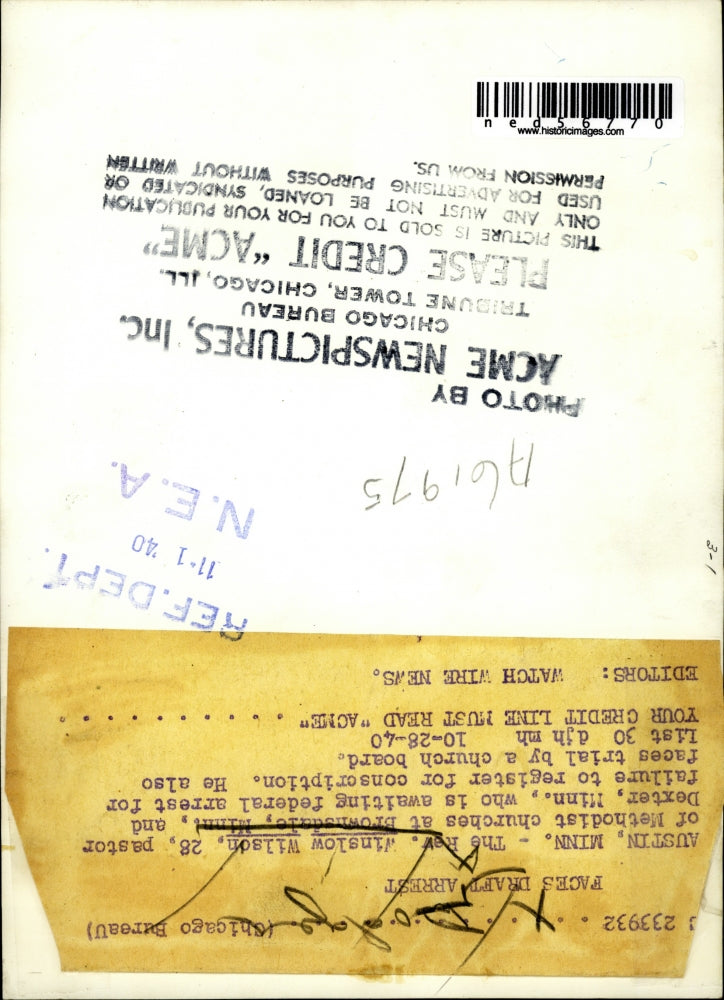 ned56770
www.historicimages.com
PHOTO BY
ACME NEWSPICTURES, Inc.
CHICAGO BUREAU
TRIBUNE TOWER, CHICAGO, ILL.
PLEASE CREDIT “ACME”
THIS PICTURE IS SOLD TO YOU FOR YOUR PUBLICATION
ONLY AND MUST NOT BE LOANED, SYNDICATED OR
USED FOR ADVERTISING PURPOSES WITHOUT WRITTEN
PERMISSION FROM US.
A61975
REF. DEPT.
11-1 '40
N.E.A.
3-1
233932 (Chicago Bureau)
FACES DRAFT ARREST
AUSTIN, MINN. - The Rev. Winslow Wilson, 28, pastor
of Methodist churches at Brownsdale, Minn., and
Dexter, Minn., who is awaiting federal arrest for
failure to register for conscription. He also
faces trial by a church board.
List 30 djh mh 10-28-40
YOUR CREDIT LINE MUST READ "ACME" . . . . . . . . . .
EDITORS: WATCH WIRE NEWS.